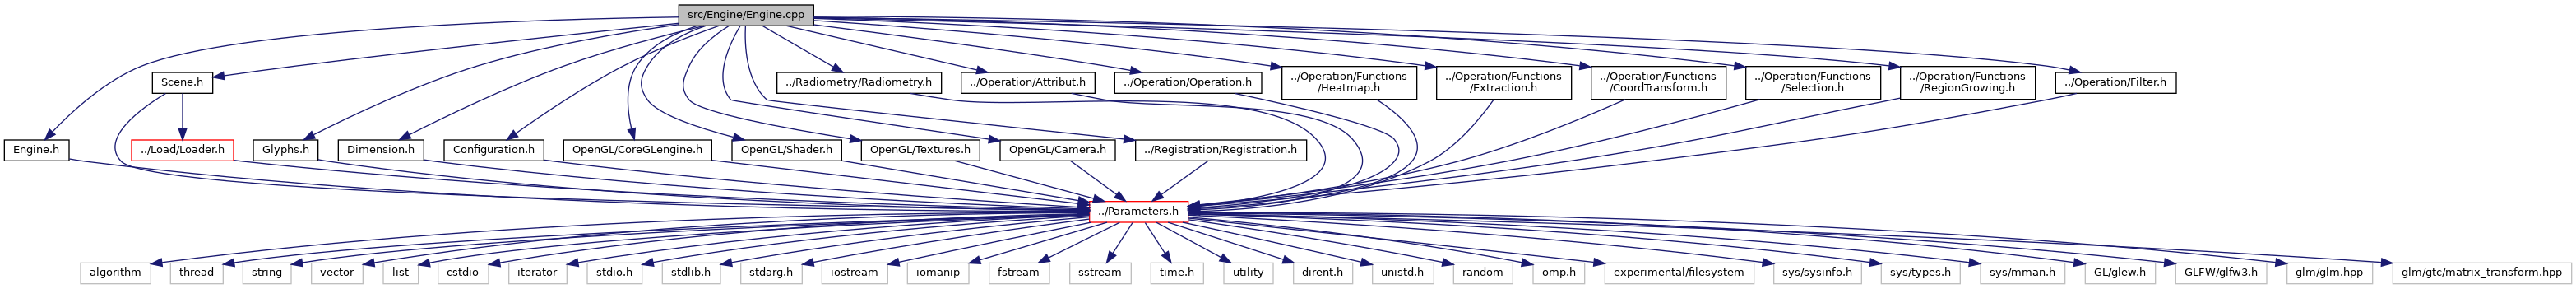 src/Engine/Engine.cpp
Scene.h
../Radiometry/Radiometry.h
../Operation/Attribut.h
../Operation/Operation.h
../Operation/Functions
/Heatmap.h
../Operation/Functions
/Extraction.h
../Operation/Functions
/CoordTransform.h
../Operation/Functions
/Selection.h
../Operation/Functions
/RegionGrowing.h
../Operation/Filter.h
Engine.h
../Load/Loader.h
Glyphs.h
Dimension.h
Configuration.h
OpenGL/CoreGLengine.h
OpenGL/Shader.h
OpenGL/Textures.h
OpenGL/Camera.h
../Registration/Registration.h
../Parameters.h
algorithm
thread
string
vector
list
cstdio
iterator
stdio.h
stdlib.h
stdarg.h
iostream
iomanip
fstream
sstream
time.h
utility
dirent.h
unistd.h
random
omp.h
experimental/filesystem
sys/sysinfo.h
sys/types.h
sys/mman.h
GL/glew.h
GLFW/glfw3.h
glm/glm.hpp
glm/gtc/matrix_transform.hpp